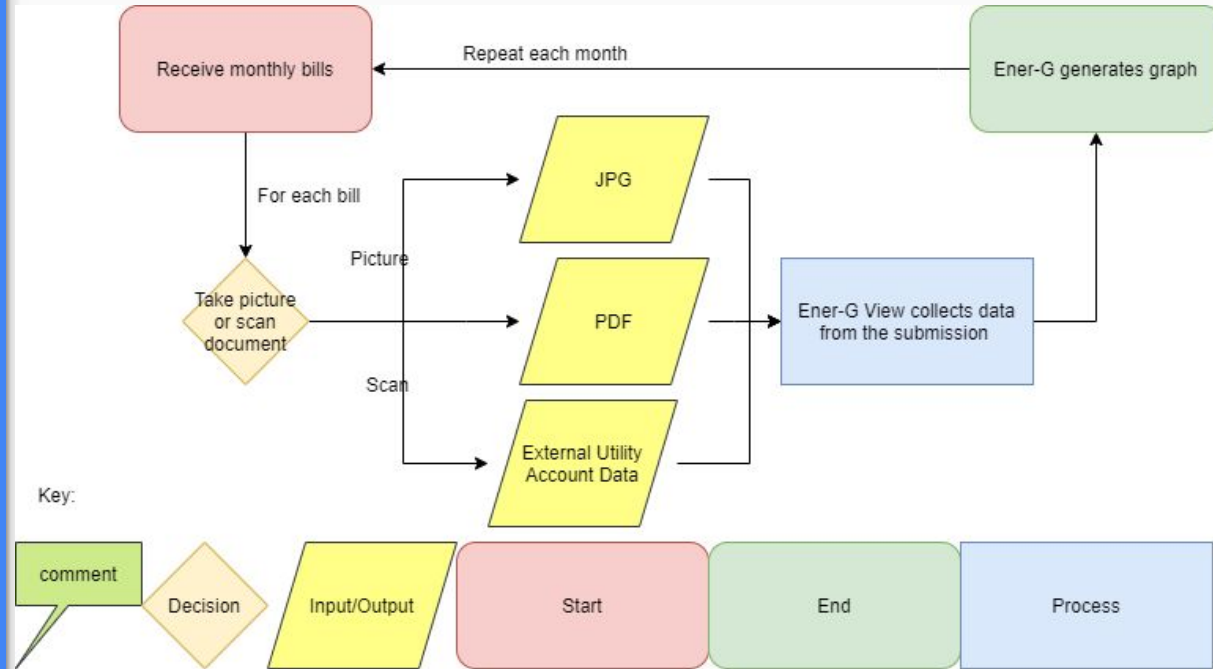 Receive monthly bills
Repeat each month
Ener-G generates graph
For each bill
Take picture
or scan
document
Picture
Scan
JPG
PDF
External Utility
Account Data
Ener-G View collects data
from the submission
Key:
comment
Decision
Input/Output
Start
End
Process